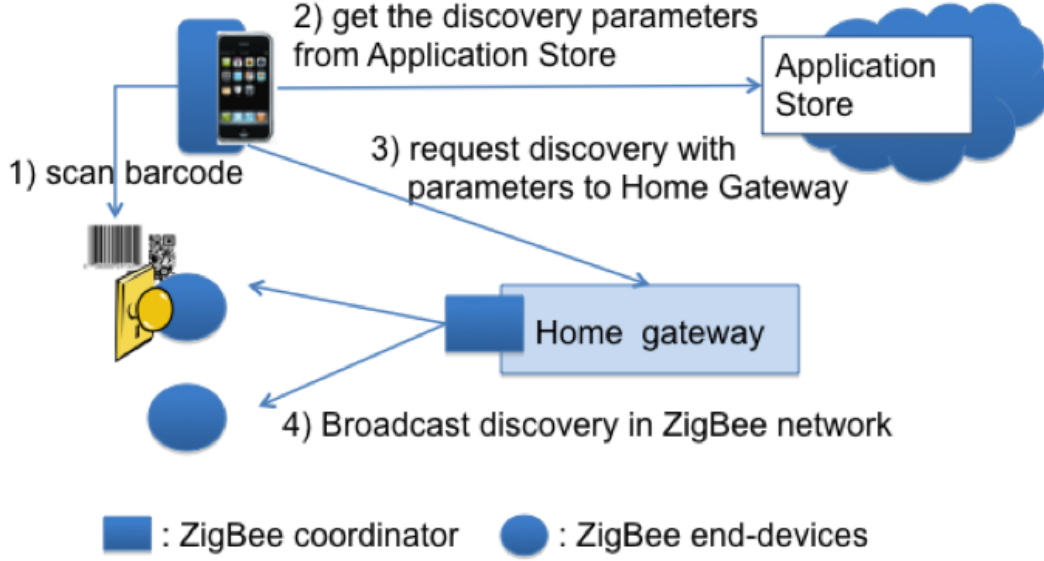 2) get the discovery parameters
from Application Store
Application
Store
1) scan barcode
3) request discovery with
parameters to Home Gateway
Home gateway
4) Broadcast discovery in ZigBee network
: ZigBee coordinator
: ZigBee end-devices